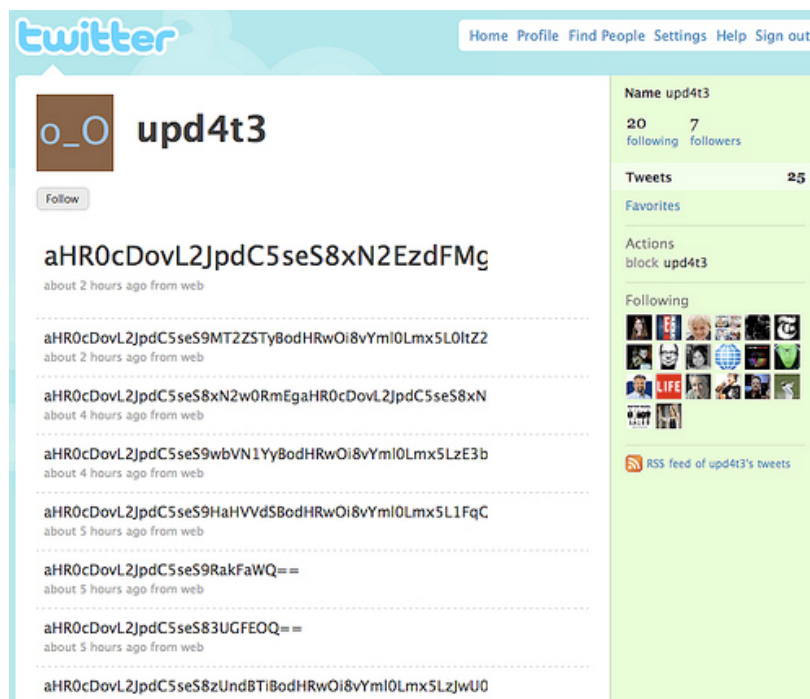 twitter
Home Profile Find People Settings Help Sign out
o_O
upd4t3
Follow
aHR0cDovL2JpdC5seS8xN2EzdFMg
about 2 hours ago from web
aHR0cDovL2JpdC5seS9MT2ZSTyBodHRwOi8vYml0Lmx5L0ltZ2
about 2 hours ago from web
aHR0cDovL2JpdC5seS8xN2w0RmEgaHR0cDovL2JpdC5seS8xN
about 4 hours ago from web
aHR0cDovL2JpdC5seS9wbVN1YyBodHRwOi8vYml0Lmx5LzE3b
about 4 hours ago from web
aHR0cDovL2JpdC5seS9HaHVVdSBodHRwOi8vYml0Lmx5L1FqQ
about 5 hours ago from web
aHR0cDovL2JpdC5seS9RakFaWQ==
about 5 hours ago from web
aHR0cDovL2JpdC5seS83UGFEOQ==
about 5 hours ago from web
aHR0cDovL2JpdC5seS8zUndBTiBodHRwOi8vYml0Lmx5LzJwU0
Name upd4t3
20 7
following followers
Tweets 25
Favorites
Actions
block upd4t3
Following
LIFE
RSS feed of upd4t3's tweets